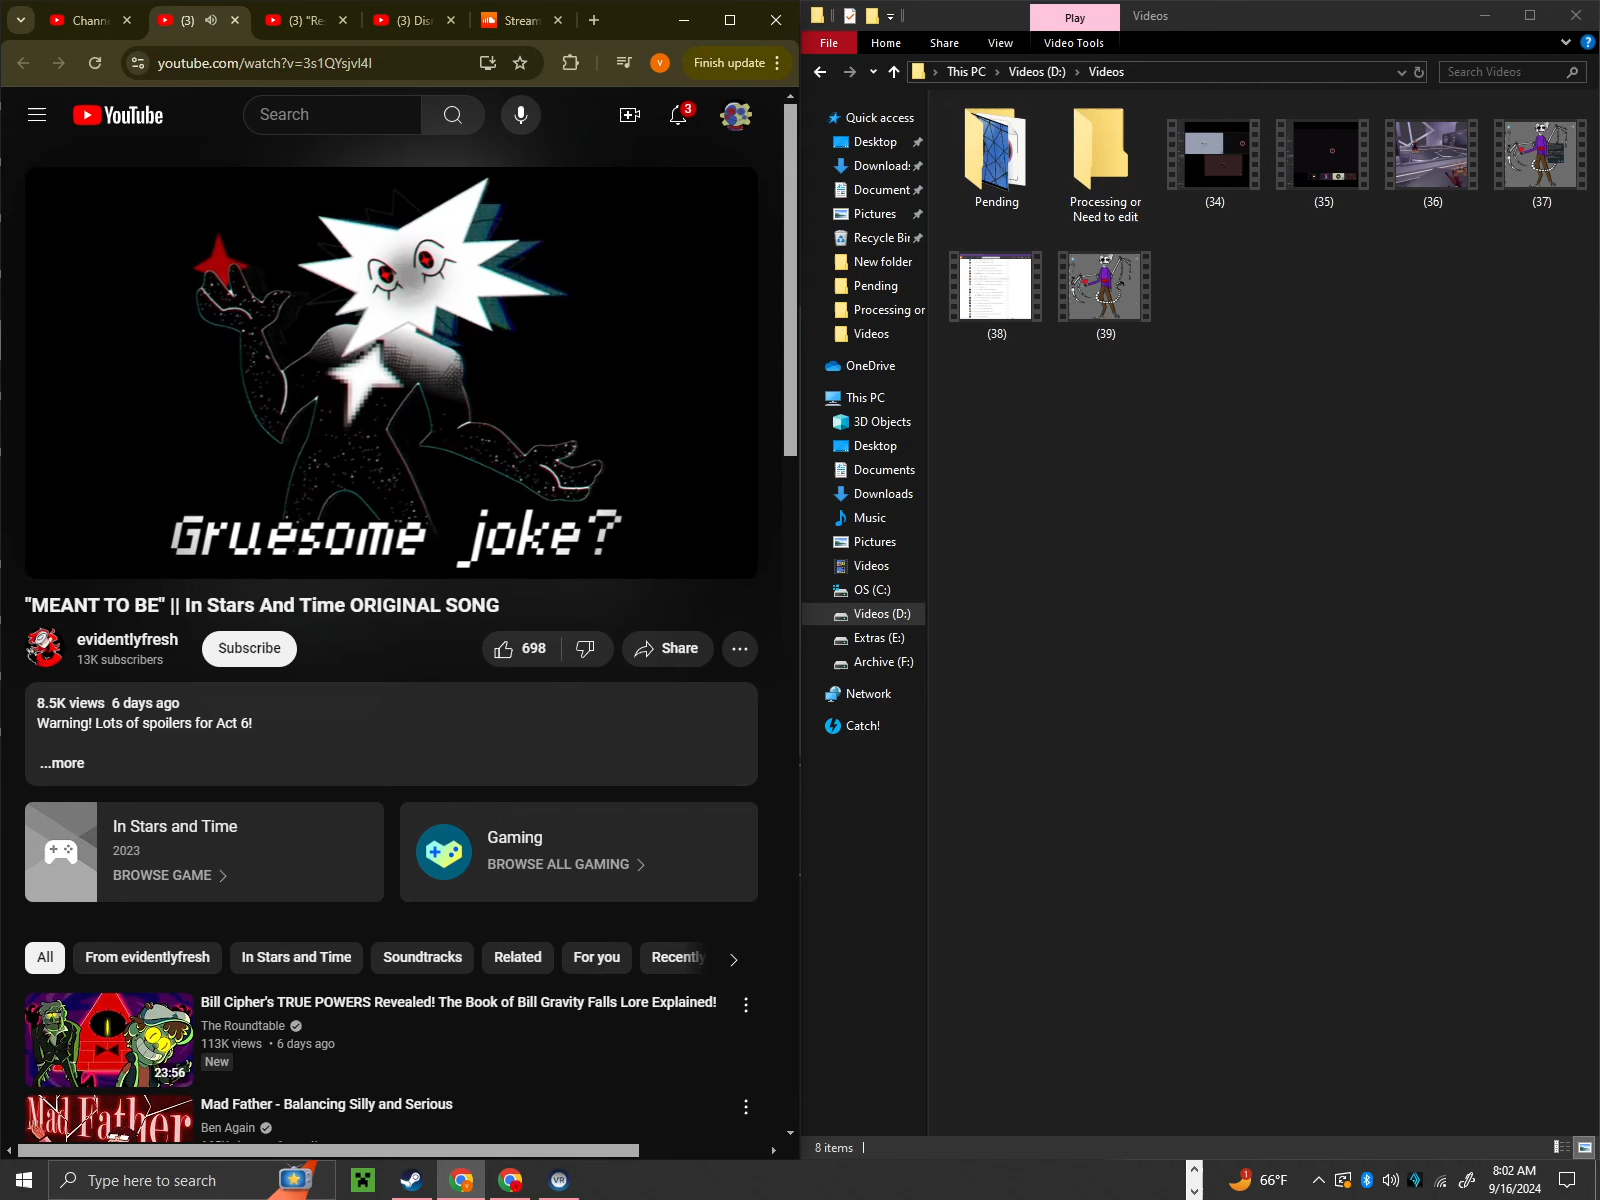 Chann
(3)
(3) "Re
(3) Disn
Stream
Finish update
youtube.com/watch?v=3s1QYsjvl4I
YouTube
Search
3
Gruesome joke?
"MEANT TO BE" || In Stars And Time ORIGINAL SONG
evidentlyfresh
13K subscribers
Subscribe
698
Share
8.5K views 6 days ago
Warning! Lots of spoilers for Act 6!
...more
In Stars and Time
2023
BROWSE GAME
Gaming
BROWSE ALL GAMING
All
From evidentlyfresh
In Stars and Time
Soundtracks
Related
For you
Recently
Bill Cipher's TRUE POWERS Revealed! The Book of Bill Gravity Falls Lore Explained!
The Roundtable
113K views • 6 days ago
New
23:56
Mad Father
Mad Father - Balancing Silly and Serious
Ben Again
Play
Videos
File
Home
Share
View
Video Tools
This PC
Videos (D:)
Videos
Search Videos
Quick access
Desktop
Downloads
Document
Pictures
Recycle Bin
New folder
Pending
Processing or
Videos
OneDrive
This PC
3D Objects
Desktop
Documents
Downloads
Music
Pictures
Videos
OS (C:)
Videos (D:)
Extras (E:)
Archive (F:)
Network
Catch!
Pending
Processing or
Need to edit
(34)
(35)
(36)
(37)
(38)
(39)
8 items
Type here to search
VR
1
66°F
8:02 AM
9/16/2024